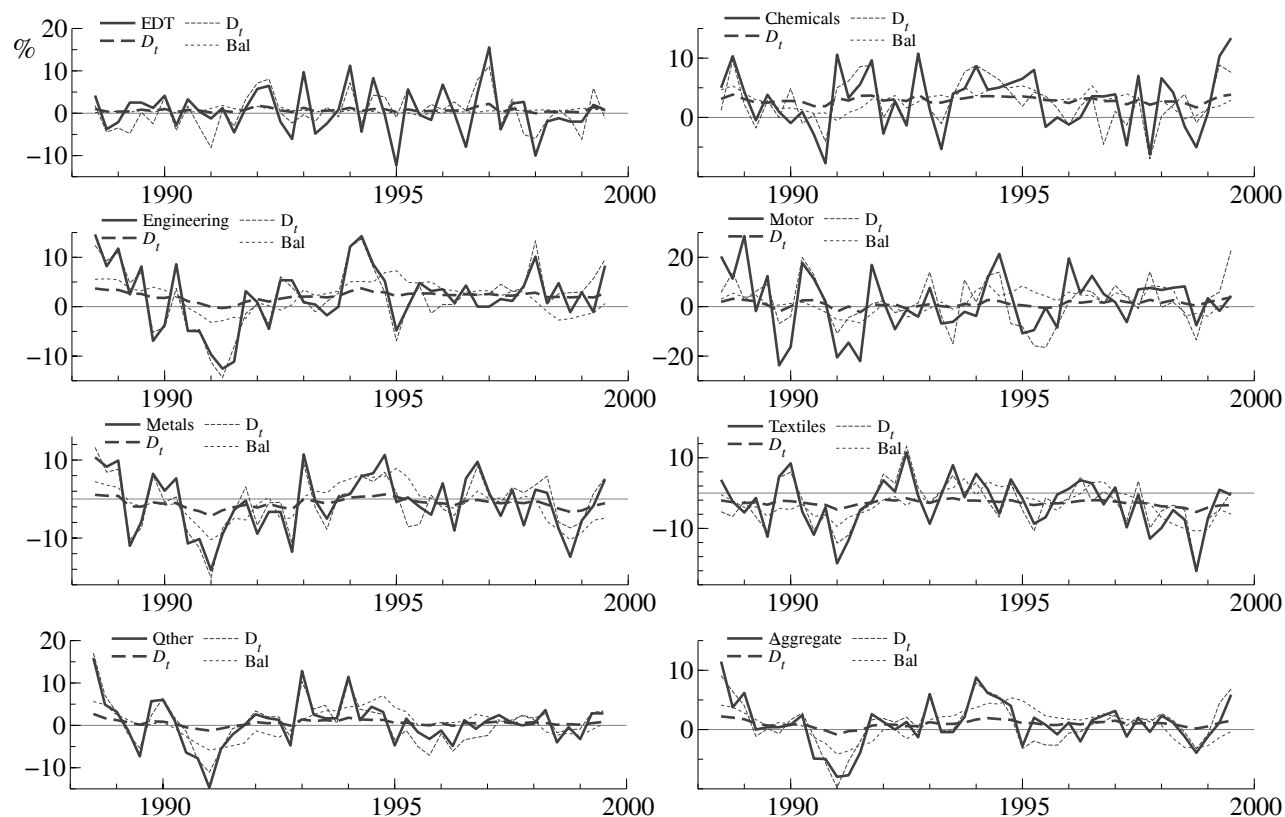 20
%
EDT D_t
D_t Bal
10
0
−10
1990 1995 2000
Chemicals D_t
D_t Bal
10
0
1990 1995 2000
Engineering D_t
D_t Bal
10
0
−10
1990 1995 2000
Motor D_t
D_t Bal
20
0
−20
1990 1995 2000
Metals D_t
D_t Bal
10
−10
1990 1995 2000
Textiles D_t
D_t Bal
10
−10
1990 1995 2000
20
Other D_t
D_t Bal
10
0
−10
1990 1995 2000
Aggregate D_t
D_t Bal
10
0
1990 1995 2000